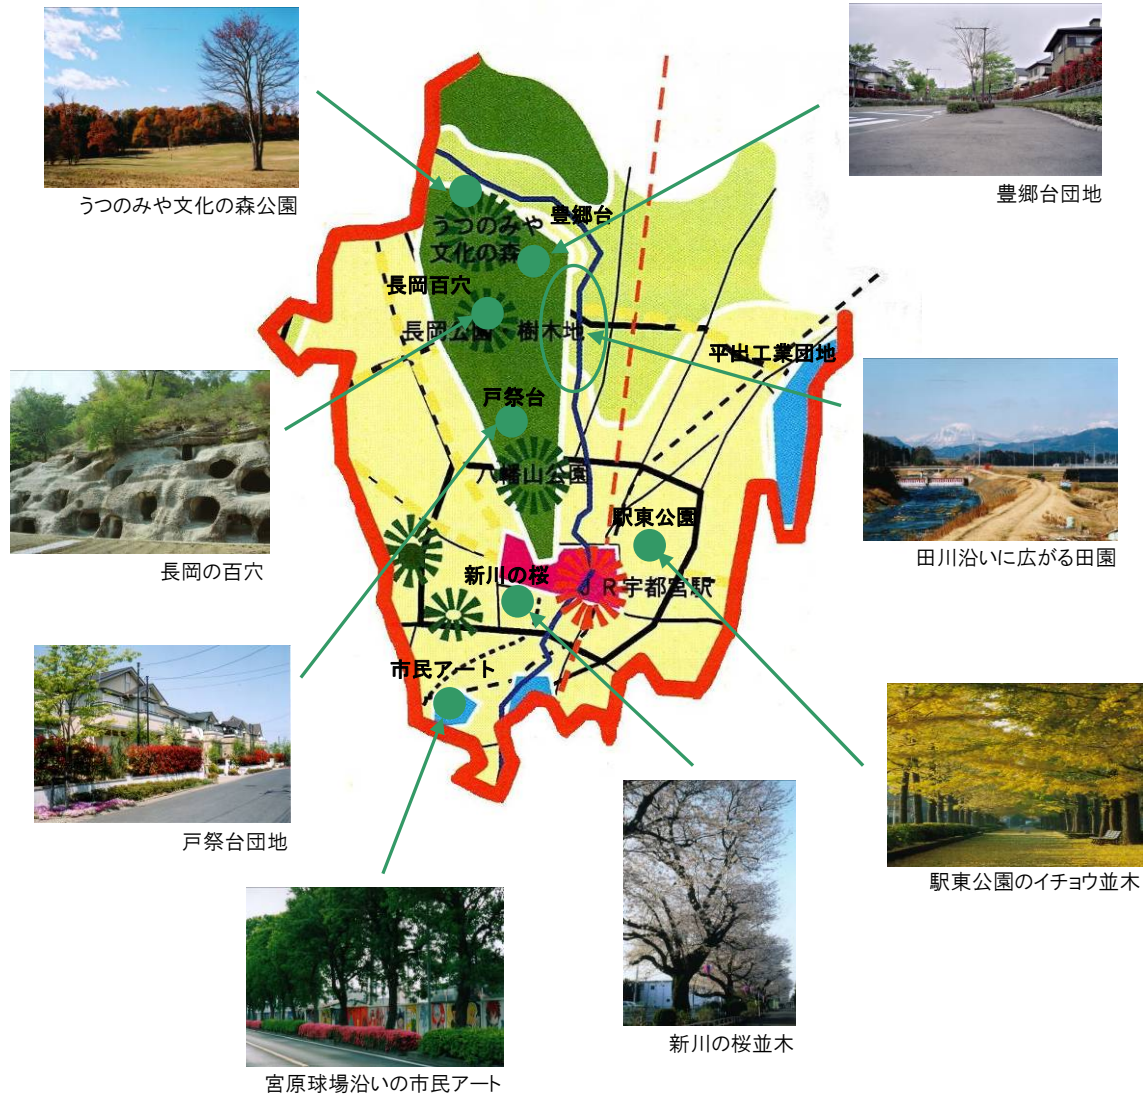 うつのみや文化の森公園
豊郷台団地
豊郷台
うつのみや
文化の森
長岡百穴
長岡公園
樹木地
平出工業団地
戸祭台
八幡山公園
駅東公園
新川の桜
JR宇都宮駅
市民アート
長岡の百穴
田川沿いに広がる田園
戸祭台団地
駅東公園のイチョウ並木
新川の桜並木
宮原球場沿いの市民アート